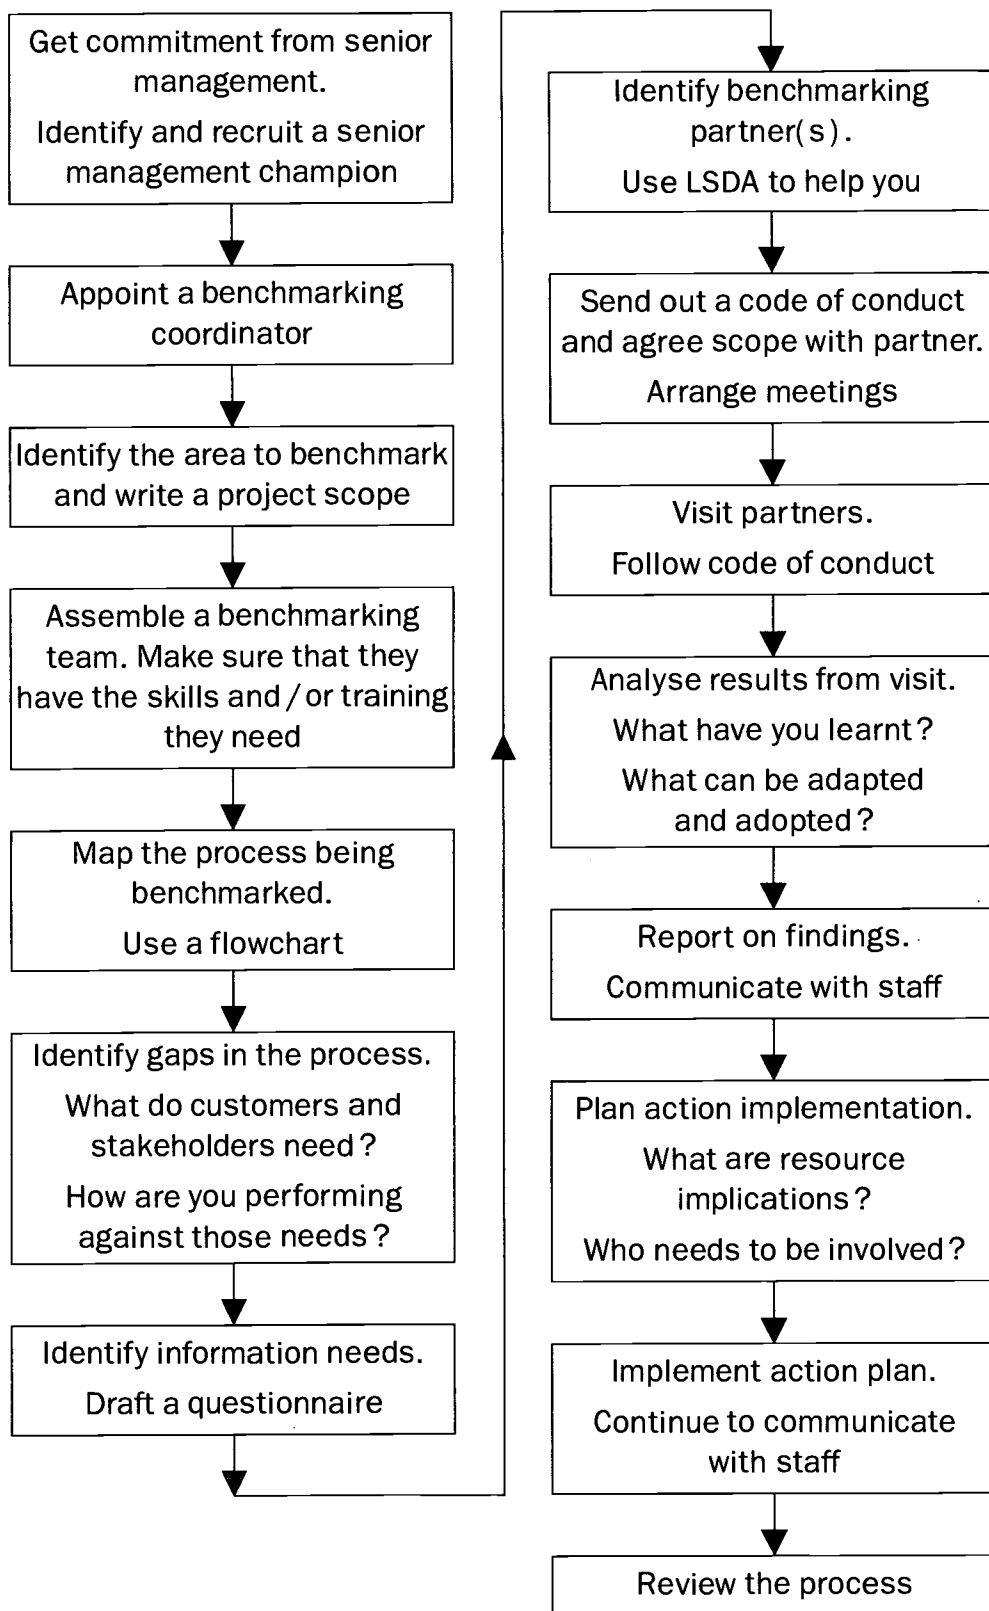 Get commitment from senior
management.
Identify and recruit a senior
management champion
Appoint a benchmarking
coordinator
Identify the area to benchmark
and write a project scope
Assemble a benchmarking
team. Make sure that they
have the skills and / or training
they need
Map the process being
benchmarked.
Use a flowchart
Identify gaps in the process.
What do customers and
stakeholders need?
How are you performing
against those needs?
Identify information needs.
Draft a questionnaire
Identify benchmarking
partner(s).
Use LSDA to help you
Send out a code of conduct
and agree scope with partner.
Arrange meetings
Visit partners.
Follow code of conduct
Analyse results from visit.
What have you learnt?
What can be adapted
and adopted?
Report on findings.
Communicate with staff
Plan action implementation.
What are resource
implications?
Who needs to be involved?
Implement action plan.
Continue to communicate
with staff
Review the process